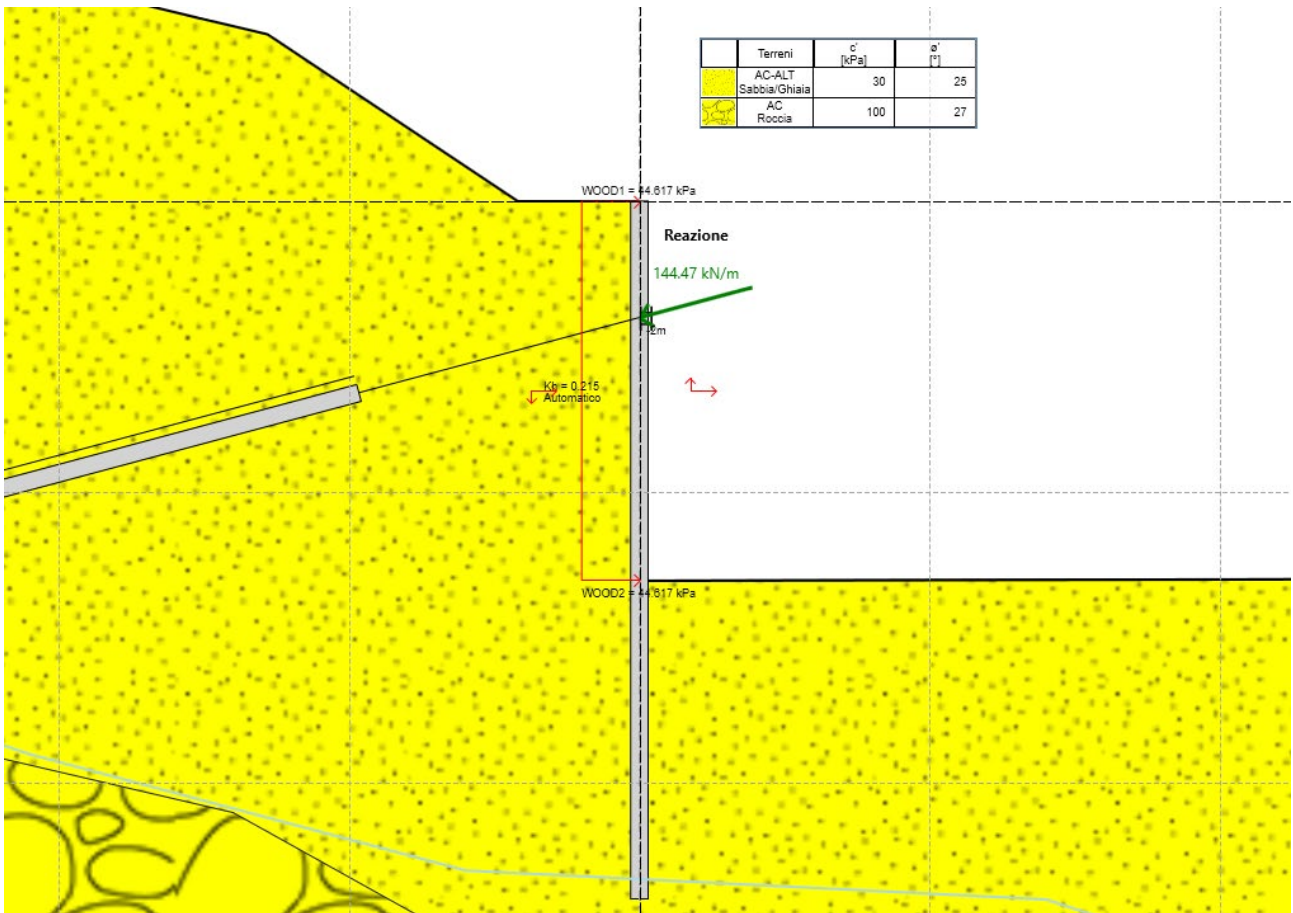 Terreni
c'
[kPa]
ø'
[°]
AC-ALT
Sabbia/Ghiaia
30
25
AC
Roccia
100
27
WOOD1 = 44.617 kPa
Reazione
144.47 kN/m
-2m
Kh = 0.215
Automatico
WOOD2 = 44.617 kPa